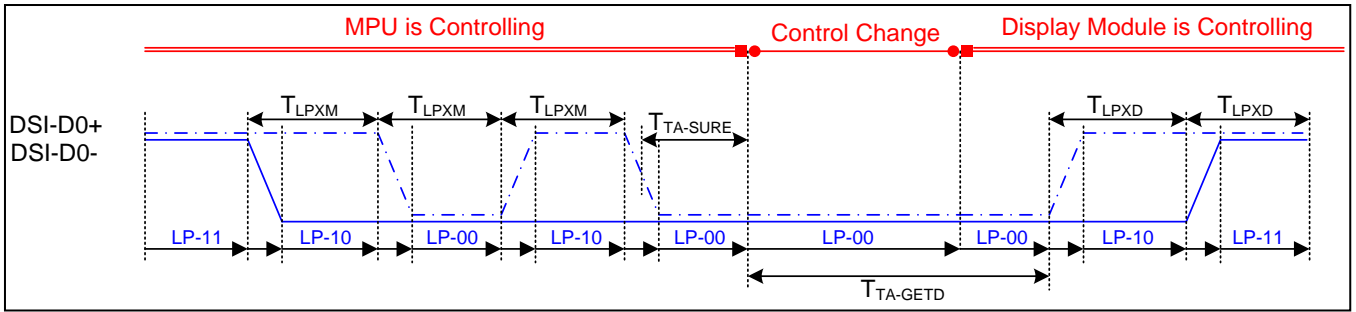 MPU is Controlling Control Change Display Module is Controlling
DSI-D0+
DSI-D0-
TLPXM TLPXM TLPXM TTA-SURE TLPXD TLPXD
LP-11 LP-10 LP-00 LP-10 LP-00 LP-00 LP-00 LP-10 LP-11
TTA-GETD